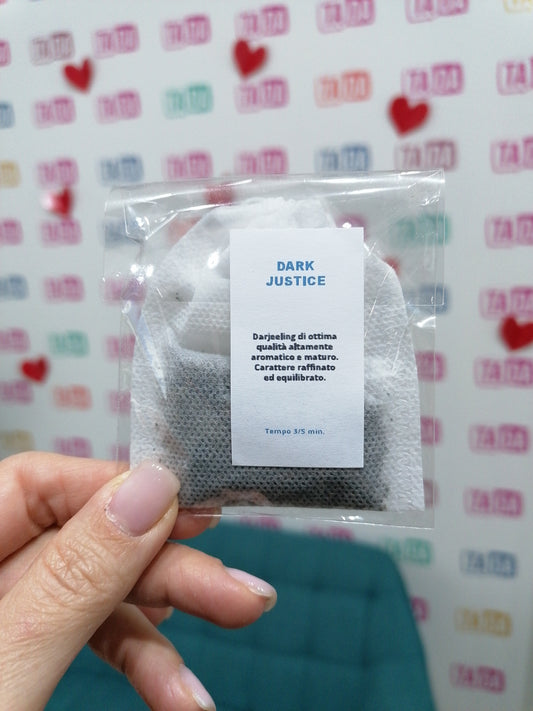 DARK
JUSTICE
Darjeeling di ottima
qualità altamente
aromatico e maturo.
Carattere raffinato
ed equilibrato.
Tempo 3/5 min.